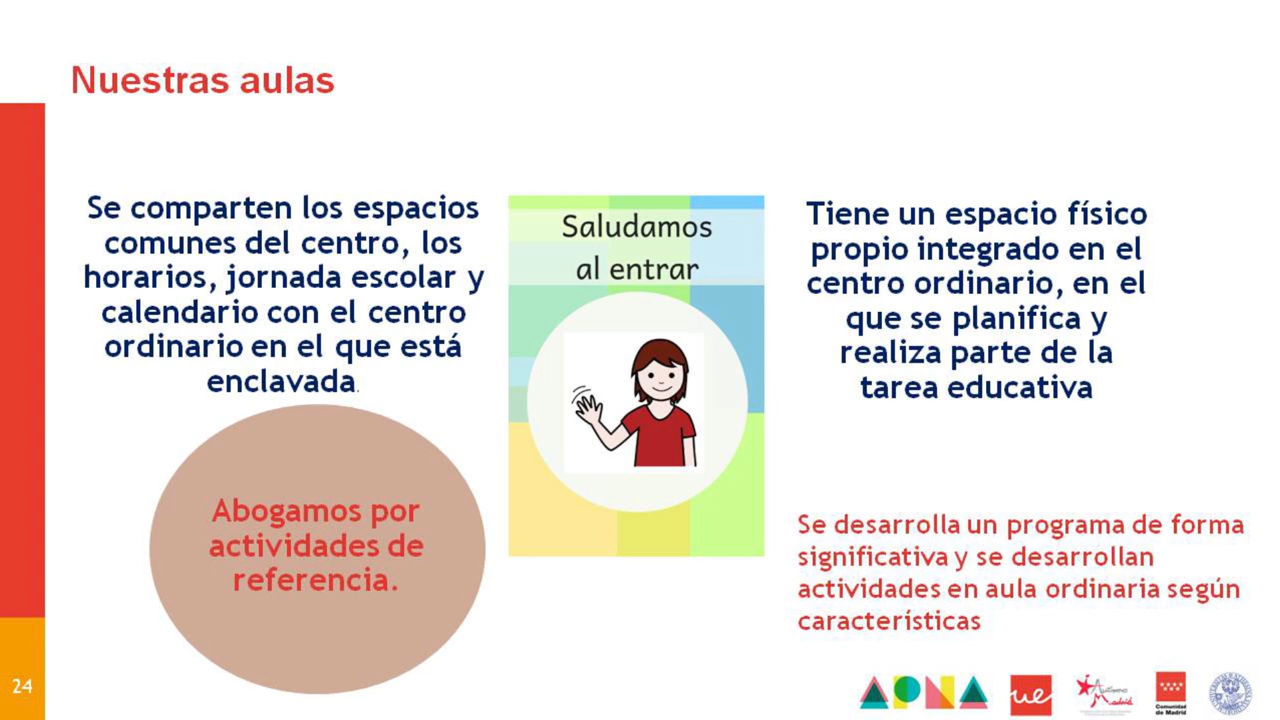 Nuestras aulas
Se comparten los espacios
comunes del centro, los
horarios, jornada escolar y
calendario con el centro
ordinario en el que está
enclavada.
Saludamos
al entrar
Tiene un espacio físico
propio integrado en el
centro ordinario, en el
que se planifica y
realiza parte de la
tarea educativa
Abogamos por
actividades de
referencia.
Se desarrolla un programa de forma
significativa y se desarrollan
actividades en aula ordinaria según
características
24
APNA
ue
Autismo
Madrid
Comunidad
de Madrid